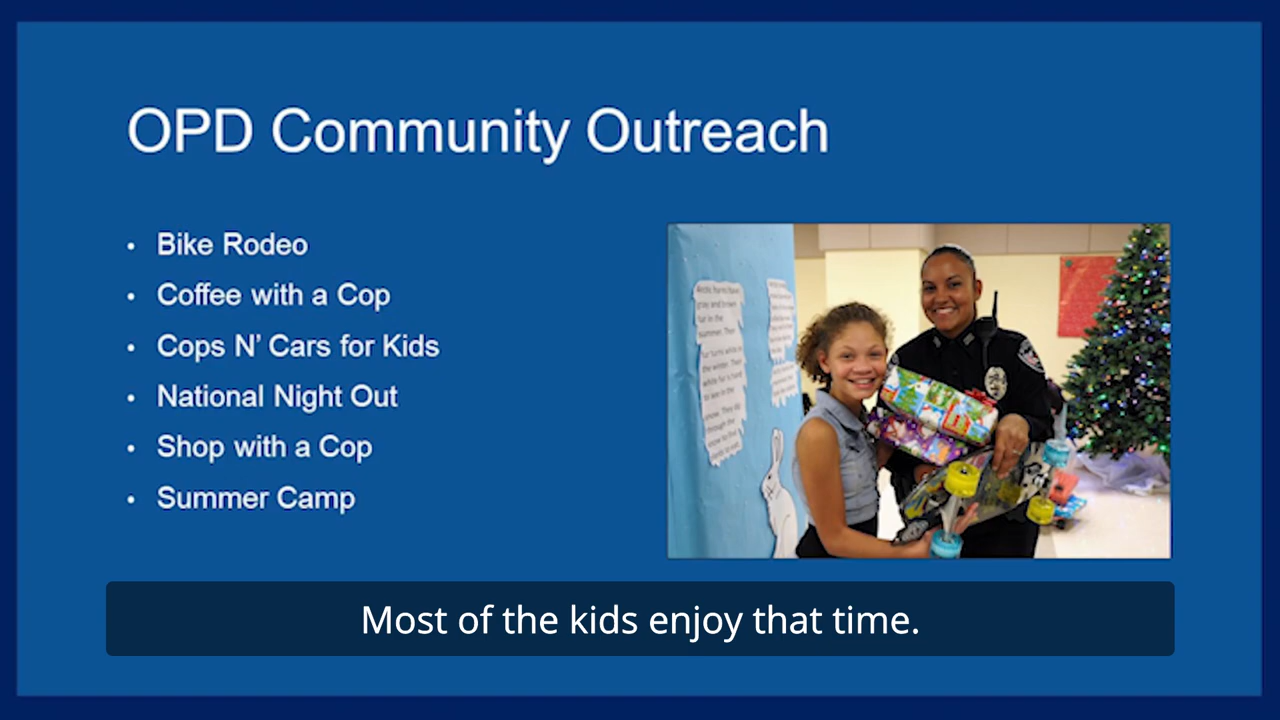 OPD Community Outreach
• Bike Rodeo
• Coffee with a Cop
• Cops N’ Cars for Kids
• National Night Out
• Shop with a Cop
• Summer Camp
Most of the kids enjoy that time.